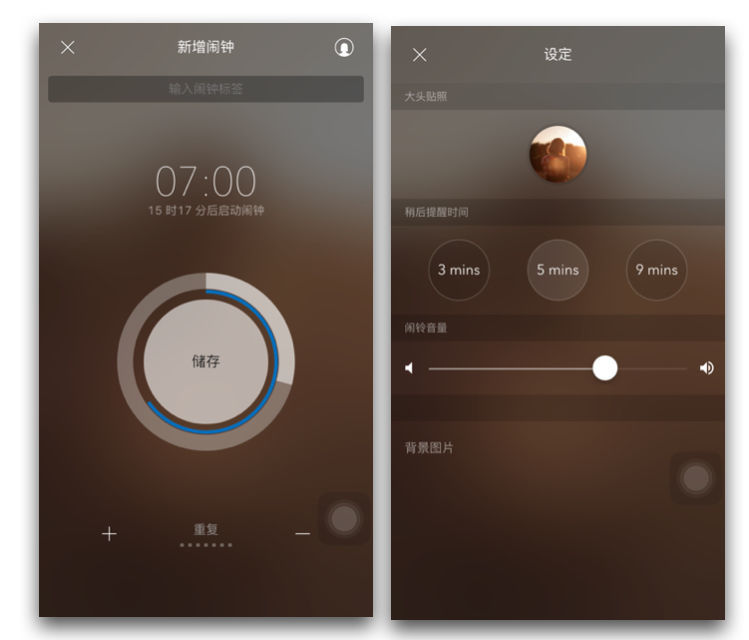 新增闹钟
输入闹钟标签
07:00
15 时17 分后启动闹钟
储存
重复
设定
大头贴照
稍后提醒时间
3 mins
5 mins
9 mins
闹铃音量
背景图片